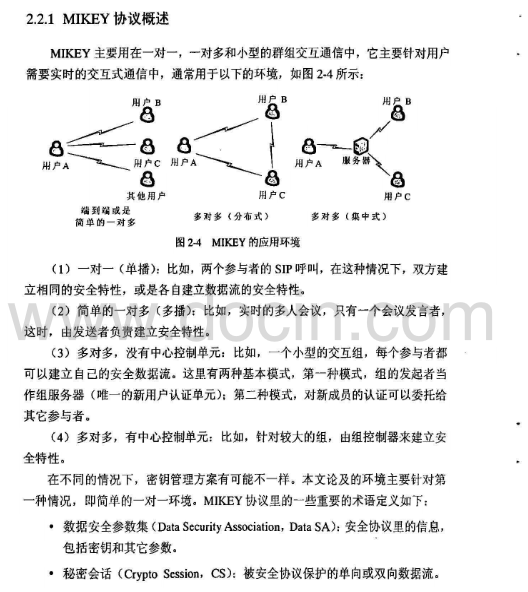 2.2.1 MIKEY 协议概述
MIKEY 主要用在一对一，一对多和小型的群组交互通信中，它主要针对用户
需要实时的交互式通信中，通常用于以下的环境，如图 2-4 所示：
用户 B
用户 B
用户 B
用户A
用户C
用户A
用户A
服务器
其他用户
用户 C
用户C
端到端或是
简单的一对多
多对多（分布式）
多对多（集中式）
图 2-4 MIKEY 的应用环境
（1）一对一（单播）：比如，两个参与者的 SIP 呼叫，在这种情况下，双方建
立相同的安全特性，或是各自建立数据流的安全特性。
（2）简单的一对多（多播）：比如，实时的多人会议，只有一个会议发言者，
www.docin.com
这时，由发送者负责建立安全特性。
（3）多对多，没有中心控制单元：比如，一个小型的交互组，每个参与者都
可以建立自己的安全数据流。这里有两种基本模式，第一种模式，组的发起者当
作组服务器（唯一的新用户认证单元）；第二种模式，对新成员的认证可以委托给
其它参与者。
（4）多对多，有中心控制单元：比如，针对较大的组，由组控制器来建立安
全特性。
在不同的情况下，密钥管理方案有可能不一样。本文论及的环境主要针对第
一种情况，即简单的一对一环境。MIKEY 协议里的一些重要的术语定义如下：
• 数据安全参数集（Data Security Association，Data SA）：安全协议里的信息，
包括密钥和其它参数。
• 秘密会话（Crypto Session，CS）：被安全协议保护的单向或双向数据流。